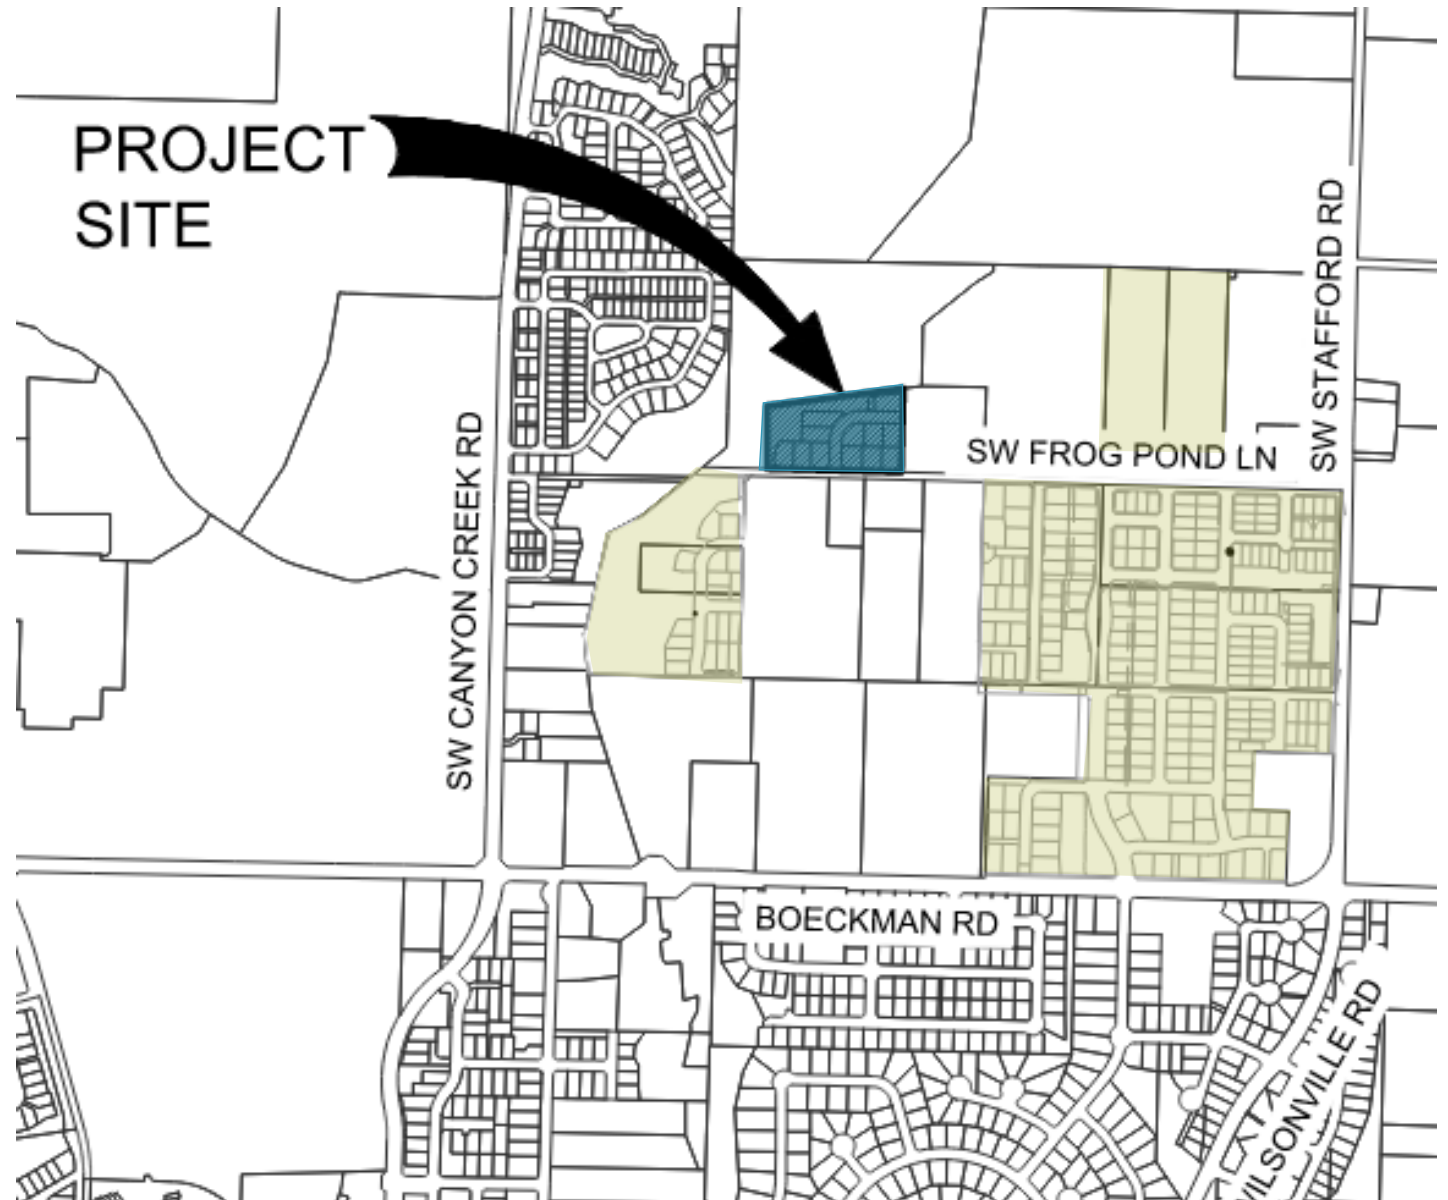 PROJECT
SITE
SW STAFFORD RD
SW FROG POND LN
SW CANYON CREEK RD
BOECKMAN RD
WILSONVILLE RD